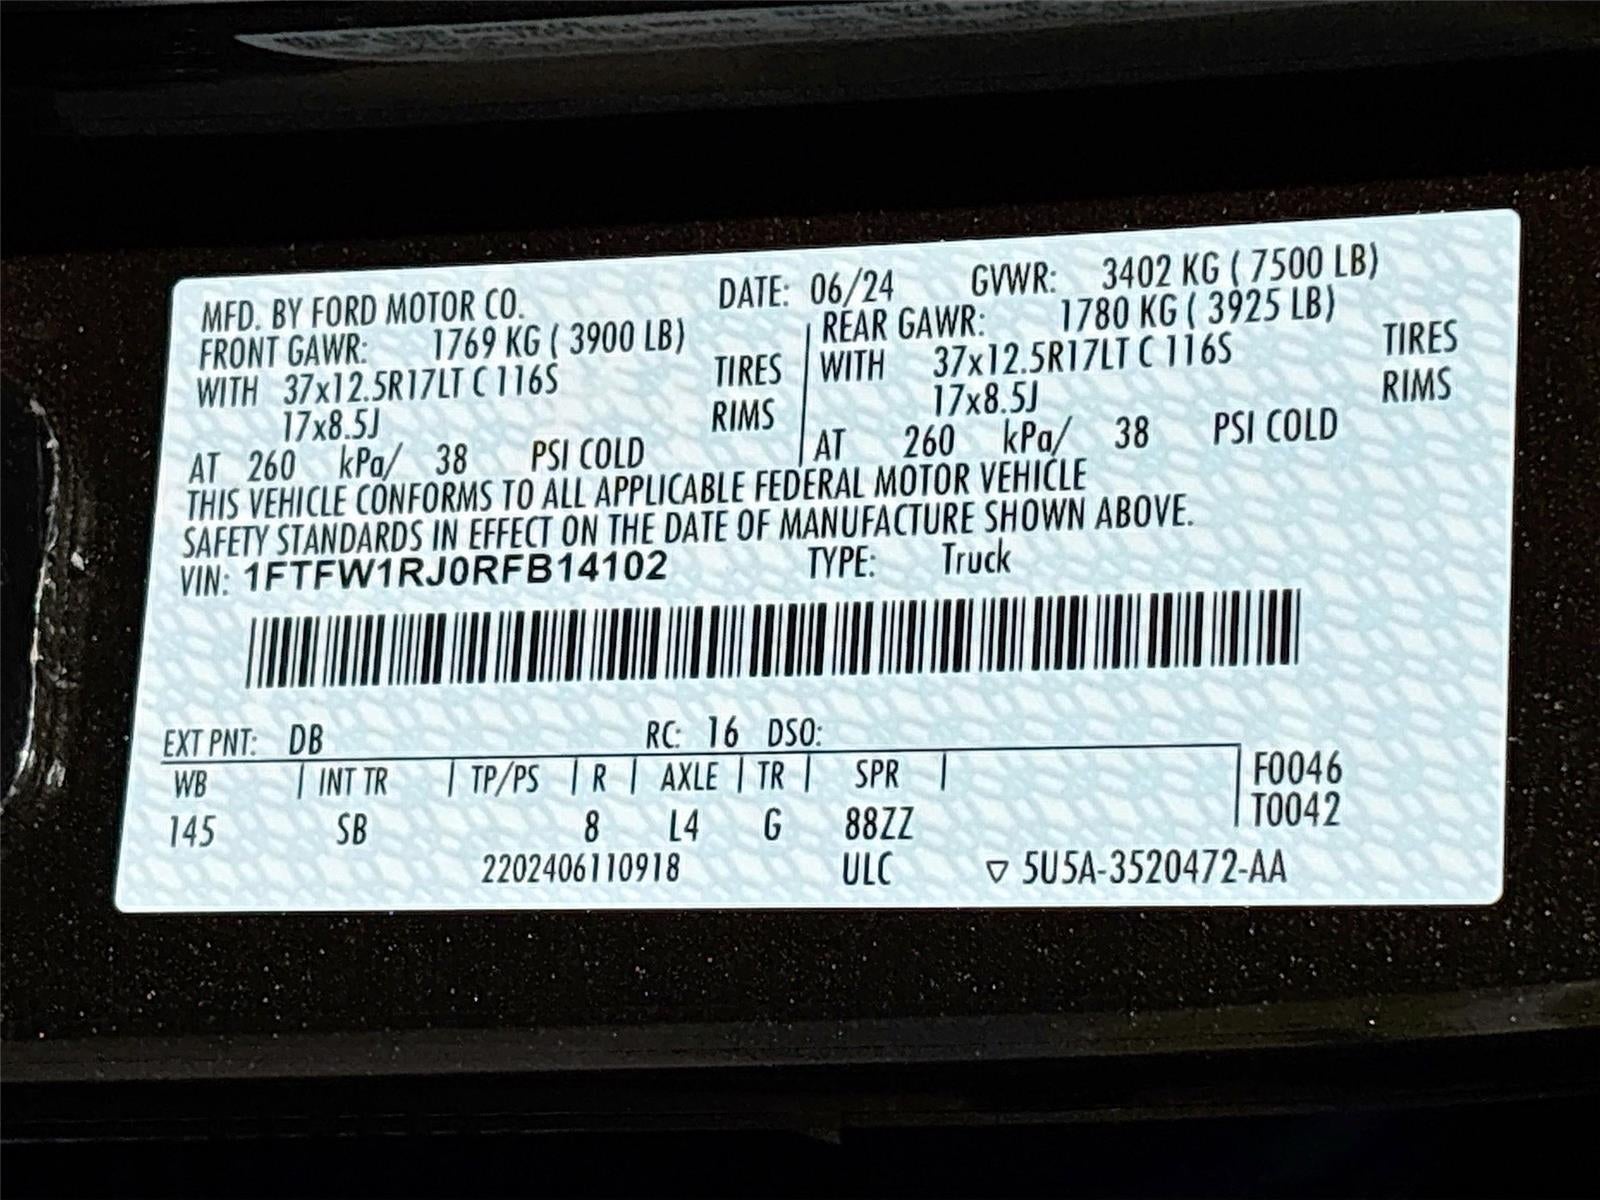 MFD. BY FORD MOTOR CO. DATE: 06/24 GVWR: 3402 KG ( 7500 LB)
FRONT GAWR: 1769 KG ( 3900 LB) REAR GAWR: 1780 KG ( 3925 LB)
WITH 37x12.5R17LT C 116S TIRES WITH 37x12.5R17LT C 116S TIRES
17x8.5J RIMS 17x8.5J RIMS
AT 260 kPa/ 38 PSI COLD AT 260 kPa/ 38 PSI COLD
THIS VEHICLE CONFORMS TO ALL APPLICABLE FEDERAL MOTOR VEHICLE
SAFETY STANDARDS IN EFFECT ON THE DATE OF MANUFACTURE SHOWN ABOVE.
VIN: 1FTFW1RJ0RFB14102 TYPE: Truck
EXT PNT: DB RC: 16 DSO:
WB INT TR TP/PS R AXLE TR SPR F0046
145 SB 8 L4 G 88ZZ T0042
2202406110918 ULC ▽ 5U5A-3520472-AA